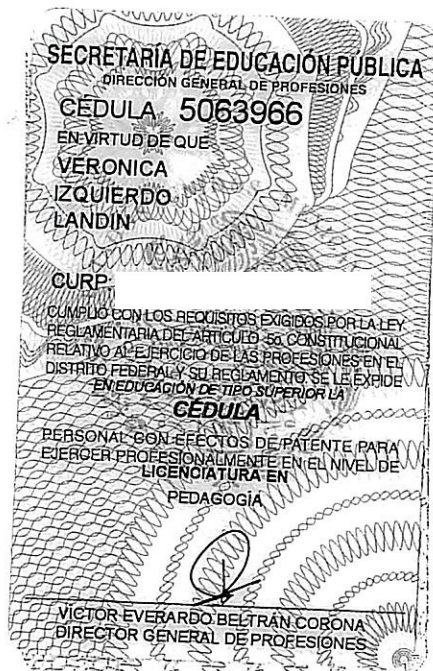 SECRETARÍA DE EDUCACIÓN PÚBLICA
DIRECCIÓN GENERAL DE PROFESIONES
CÉDULA 5063966
EN VIRTUD DE QUE
VERONICA
IZQUIERDO
LANDIN
CURP:
CUMPLIO CON LOS REQUISITOS EXIGIDOS POR LA LEY
REGLAMENTARIA DEL ARTICULO 5o. CONSTITUCIONAL
RELATIVO AL EJERCICIO DE LAS PROFESIONES EN EL
DISTRITO FEDERAL Y SU REGLAMENTO SE LE EXPIDE
EN EDUCACIÓN DE TIPO SUPERIOR LA
CÉDULA
PERSONAL CON EFECTOS DE PATENTE PARA
EJERCER PROFESIONALMENTE EN EL NIVEL DE
LICENCIATURA EN
PEDAGOGÍA
VICTOR EVERARDO BELTRÁN CORONA
DIRECTOR GENERAL DE PROFESIONES